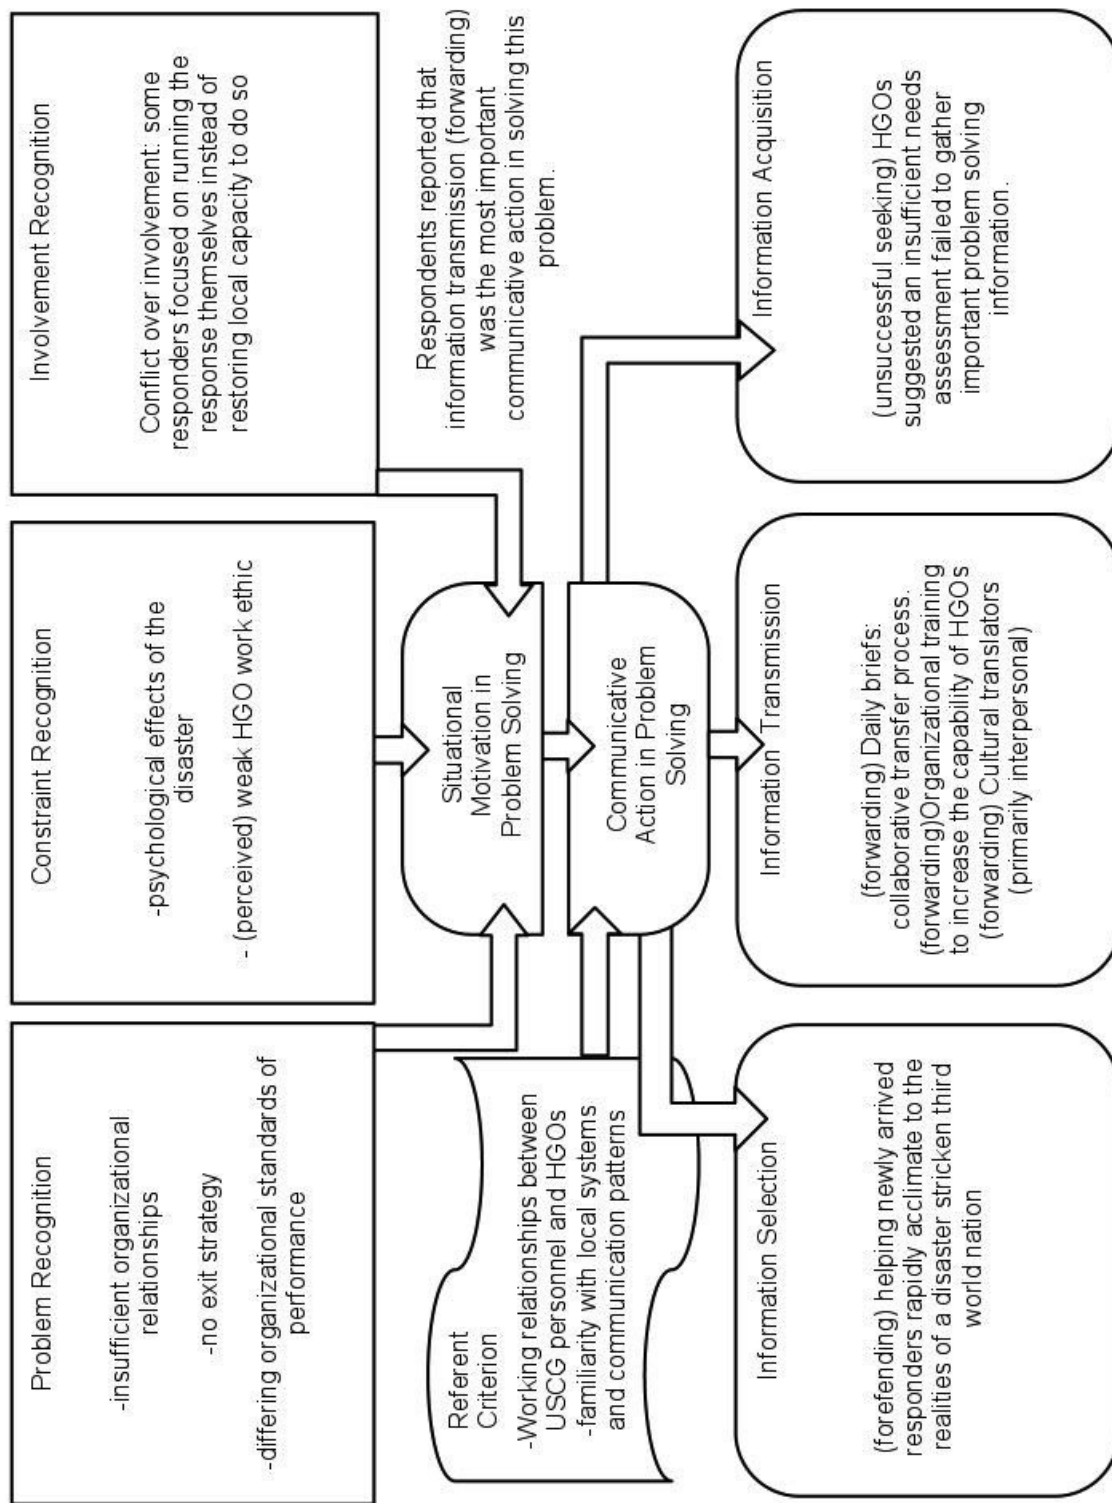 Problem Recognition
-insufficient organizational
relationships
-no exit strategy
-differing organizational standards of
performance
Constraint Recognition
-psychological effects of the
disaster
- (perceived) weak HGO work ethic
Involvement Recognition
Conflict over involvement: some
responders focused on running the
response themselves instead of
restoring local capacity to do so
Referent
Criterion
-Working relationships between
USCG personnel and HGOs
-familiarity with local systems
and communication patterns
Situational
Motivation in
Problem Solving
Communicative
Action in Problem
Solving
Respondents reported that
information transmission (forwarding)
was the most important
communicative action in solving this
problem.
Information Selection
(forefending) helping newly arrived
responders rapidly acclimate to the
realities of a disaster stricken third
world nation
Information Transmission
(forwarding) Daily briefs:
collaborative transfer process.
(forwarding)Organizational training
to increase the capability of HGOs
(forwarding) Cultural translators
(primarily interpersonal)
Information Acquisition
(unsuccessful seeking) HGOs
suggested an insufficient needs
assessment failed to gather
important problem solving
information.